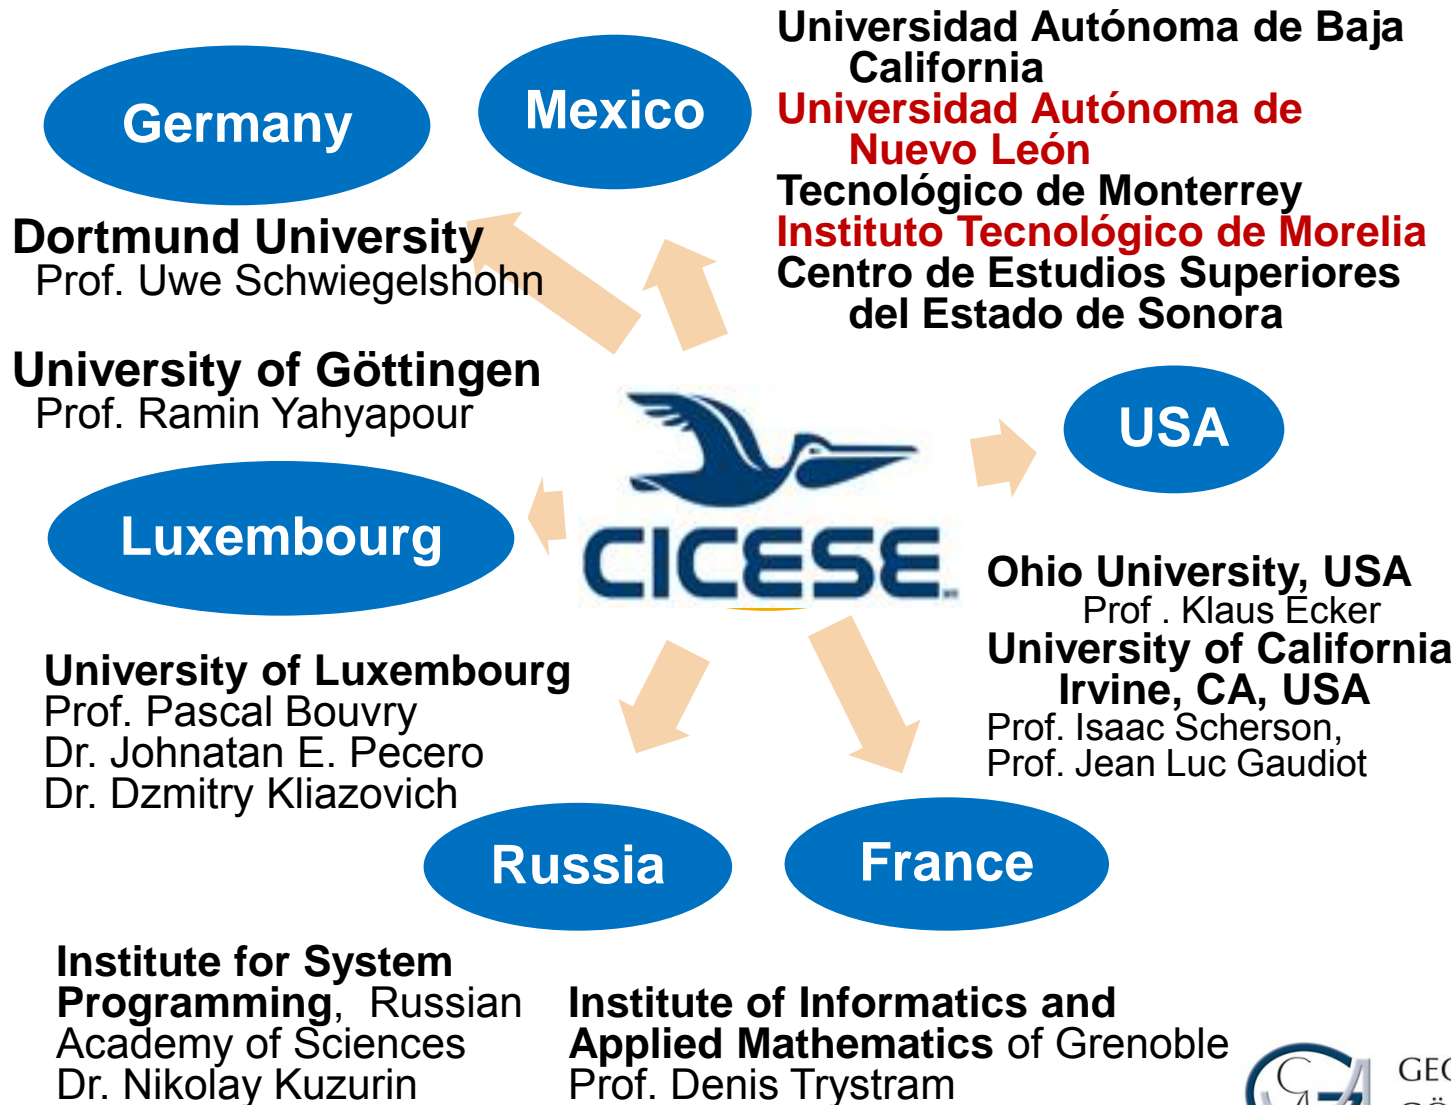 Germany
Mexico
Universidad Autónoma de Baja
California
Universidad Autónoma de
Nuevo León
Tecnológico de Monterrey
Instituto Tecnológico de Morelia
Centro de Estudios Superiores
del Estado de Sonora
Dortmund University
Prof. Uwe Schwiegelshohn
University of Göttingen
Prof. Ramin Yahyapour
USA
Luxembourg
CICESE
Ohio University, USA
Prof . Klaus Ecker
University of California
Irvine, CA, USA
Prof. Isaac Scherson,
Prof. Jean Luc Gaudiot
University of Luxembourg
Prof. Pascal Bouvry
Dr. Johnatan E. Pecero
Dr. Dzmitry Kliazovich
Russia
France
Institute for System
Programming, Russian
Academy of Sciences
Dr. Nikolay Kuzurin
Institute of Informatics and
Applied Mathematics of Grenoble
Prof. Denis Trystram